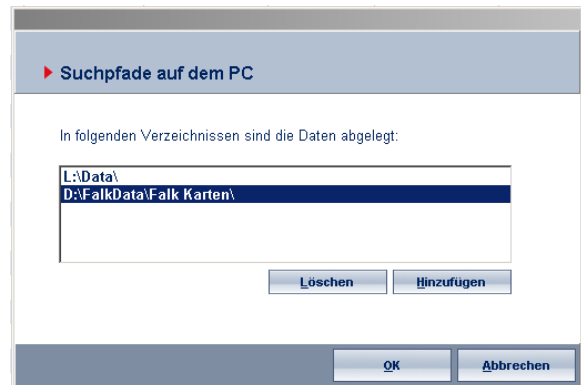 Suchpfade auf dem PC
In folgenden Verzeichnissen sind die Daten abgelegt:
L:\Data\
D:\FalkData\Falk Karten\
Löschen Hinzufügen
OK Abbrechen